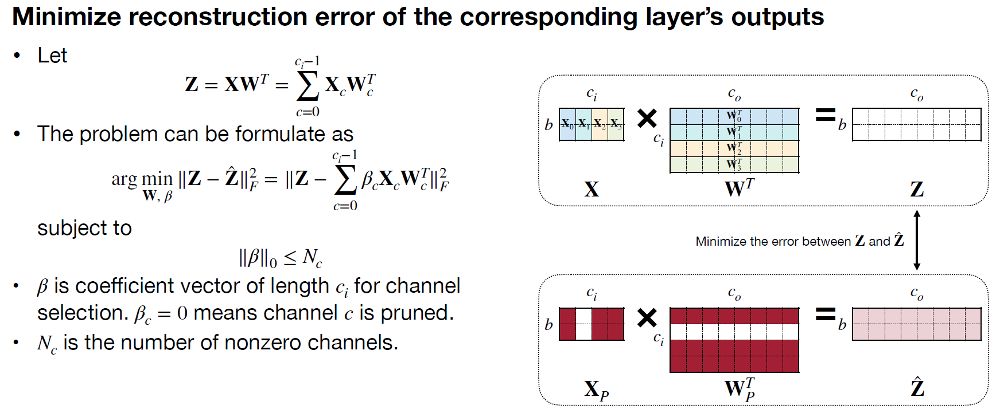 Minimize reconstruction error of the corresponding layer's outputs
• Let
$\mathbf{Z} = \mathbf{X}\mathbf{W}^T = \sum_{c=0}^{c_i-1} \mathbf{X}_c\mathbf{W}_c^T$
• The problem can be formulate as
$\arg\min_{\mathbf{W},\,\beta} \|\mathbf{Z} - \hat{\mathbf{Z}}\|_F^2 = \|\mathbf{Z} - \sum_{c=0}^{c_i-1} \beta_c\mathbf{X}_c\mathbf{W}_c^T\|_F^2$
subject to
$\|\beta\|_0 \leq N_c$
• $\beta$ is coefficient vector of length $c_i$ for channel
selection. $\beta_c = 0$ means channel $c$ is pruned.
• $N_c$ is the number of nonzero channels.
$c_i$ $c_o$ $c_o$
$b$ $\mathbf{X}_0$ $\mathbf{X}_1$ $\mathbf{X}_2$ $\mathbf{X}_3$ × $c_i$ $\mathbf{W}_0^T$ = $b$
$\mathbf{W}_1^T$
$\mathbf{W}_2^T$
$\mathbf{W}_3^T$
$\mathbf{X}$ $\mathbf{W}^T$ $\mathbf{Z}$
Minimize the error between $\mathbf{Z}$ and $\hat{\mathbf{Z}}$
$c_i$ $c_o$ $c_o$
$b$ × $c_i$ = $b$
$\mathbf{X}_P$ $\mathbf{W}_P^T$ $\hat{\mathbf{Z}}$